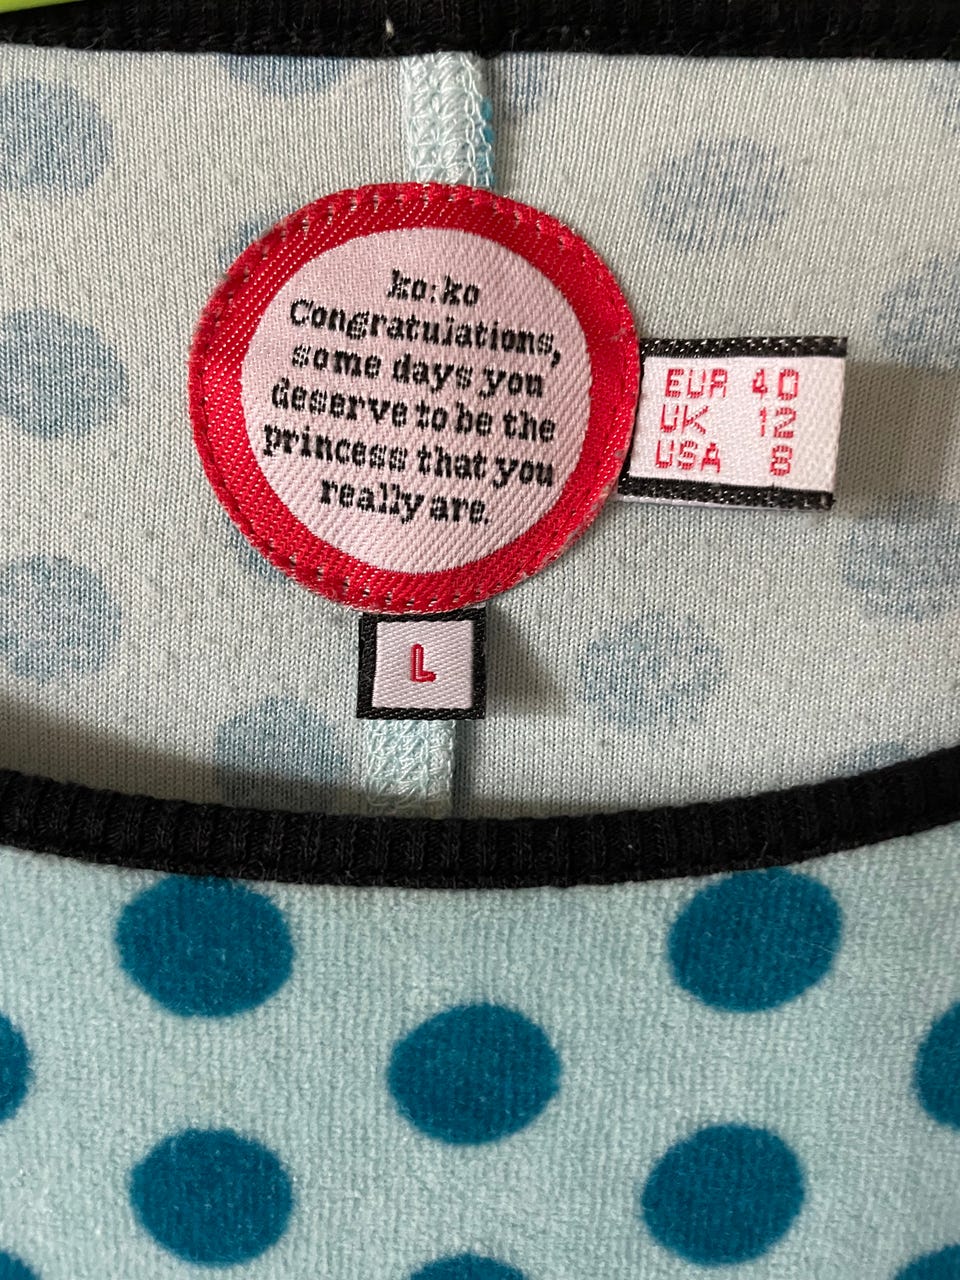 ko:ko
Congratulations,
some days you
deserve to be the
princess that you
really are.
EUR 40
UK 12
USA 8
L